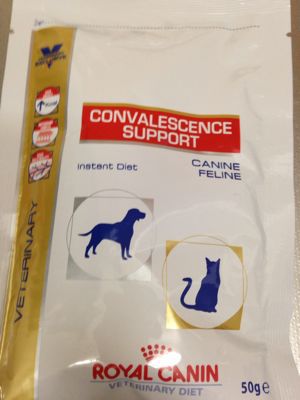 CONVALESCENCE
SUPPORT
instant Diet
CANINE
FELINE
VETERINARY
ROYAL CANIN
VETERINARY DIET
50g e